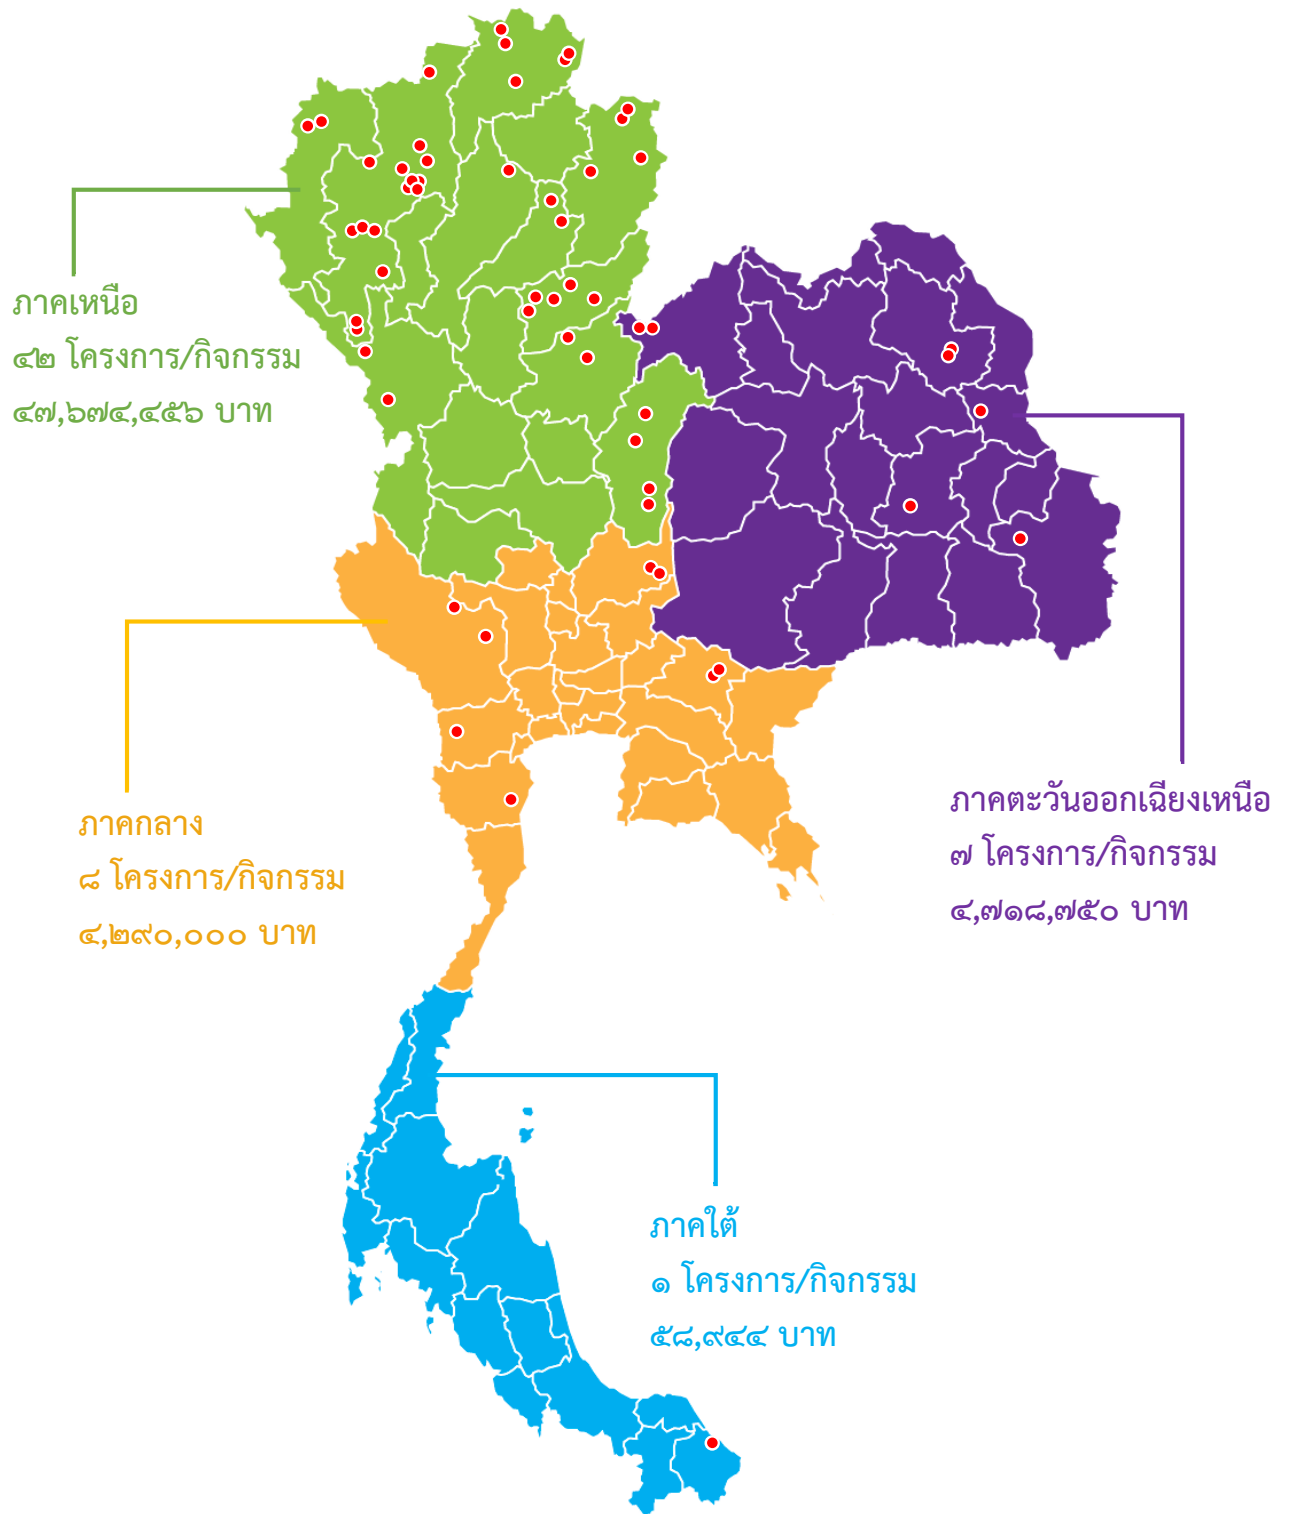 ภาคเหนือ
๔๒ โครงการ/กิจกรรม
๔๗,๖๗๔,๔๕๖ บาท
ภาคตะวันออกเฉียงเหนือ
๗ โครงการ/กิจกรรม
๔,๗๑๘,๗๕๐ บาท
ภาคกลาง
๘ โครงการ/กิจกรรม
๔,๒๙๐,๐๐๐ บาท
ภาคใต้
๑ โครงการ/กิจกรรม
๕๘,๙๔๔ บาท